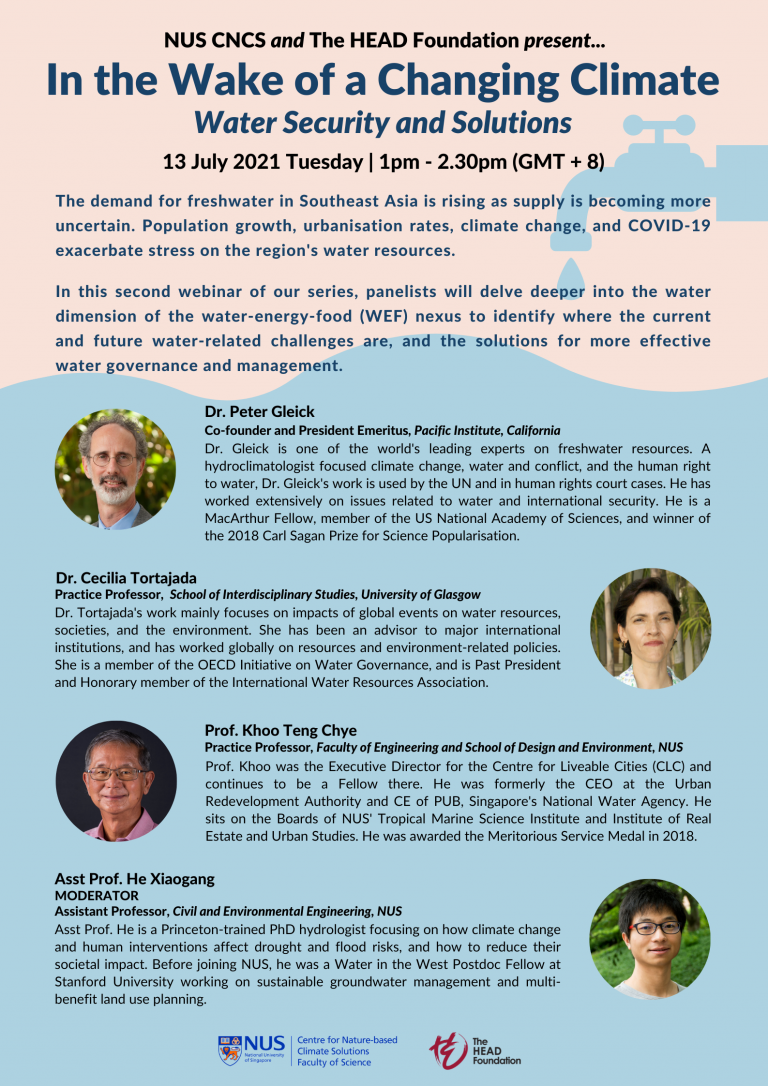 NUS CNCS and The HEAD Foundation present...
In the Wake of a Changing Climate
Water Security and Solutions
13 July 2021 Tuesday | 1pm - 2.30pm (GMT + 8)
The demand for freshwater in Southeast Asia is rising as supply is becoming more
uncertain. Population growth, urbanisation rates, climate change, and COVID-19
exacerbate stress on the region's water resources.
In this second webinar of our series, panelists will delve deeper into the water
dimension of the water-energy-food (WEF) nexus to identify where the current
and future water-related challenges are, and the solutions for more effective
water governance and management.
Dr. Peter Gleick
Co-founder and President Emeritus, Pacific Institute, California
Dr. Gleick is one of the world's leading experts on freshwater resources. A
hydroclimatologist focused climate change, water and conflict, and the human right
to water, Dr. Gleick's work is used by the UN and in human rights court cases. He has
worked extensively on issues related to water and international security. He is a
MacArthur Fellow, member of the US National Academy of Sciences, and winner of
the 2018 Carl Sagan Prize for Science Popularisation.
Dr. Cecilia Tortajada
Practice Professor, School of Interdisciplinary Studies, University of Glasgow
Dr. Tortajada's work mainly focuses on impacts of global events on water resources,
societies, and the environment. She has been an advisor to major international
institutions, and has worked globally on resources and environment-related policies.
She is a member of the OECD Initiative on Water Governance, and is Past President
and Honorary member of the International Water Resources Association.
Prof. Khoo Teng Chye
Practice Professor, Faculty of Engineering and School of Design and Environment, NUS
Prof. Khoo was the Executive Director for the Centre for Liveable Cities (CLC) and
continues to be a Fellow there. He was formerly the CEO at the Urban
Redevelopment Authority and CE of PUB, Singapore's National Water Agency. He
sits on the Boards of NUS' Tropical Marine Science Institute and Institute of Real
Estate and Urban Studies. He was awarded the Meritorious Service Medal in 2018.
Asst Prof. He Xiaogang
MODERATOR
Assistant Professor, Civil and Environmental Engineering, NUS
Asst Prof. He is a Princeton-trained PhD hydrologist focusing on how climate change
and human interventions affect drought and flood risks, and how to reduce their
societal impact. Before joining NUS, he was a Water in the West Postdoc Fellow at
Stanford University working on sustainable groundwater management and multi-
benefit land use planning.
NUS
National University
of Singapore
Centre for Nature-based
Climate Solutions
Faculty of Science
The
HEAD
Foundation